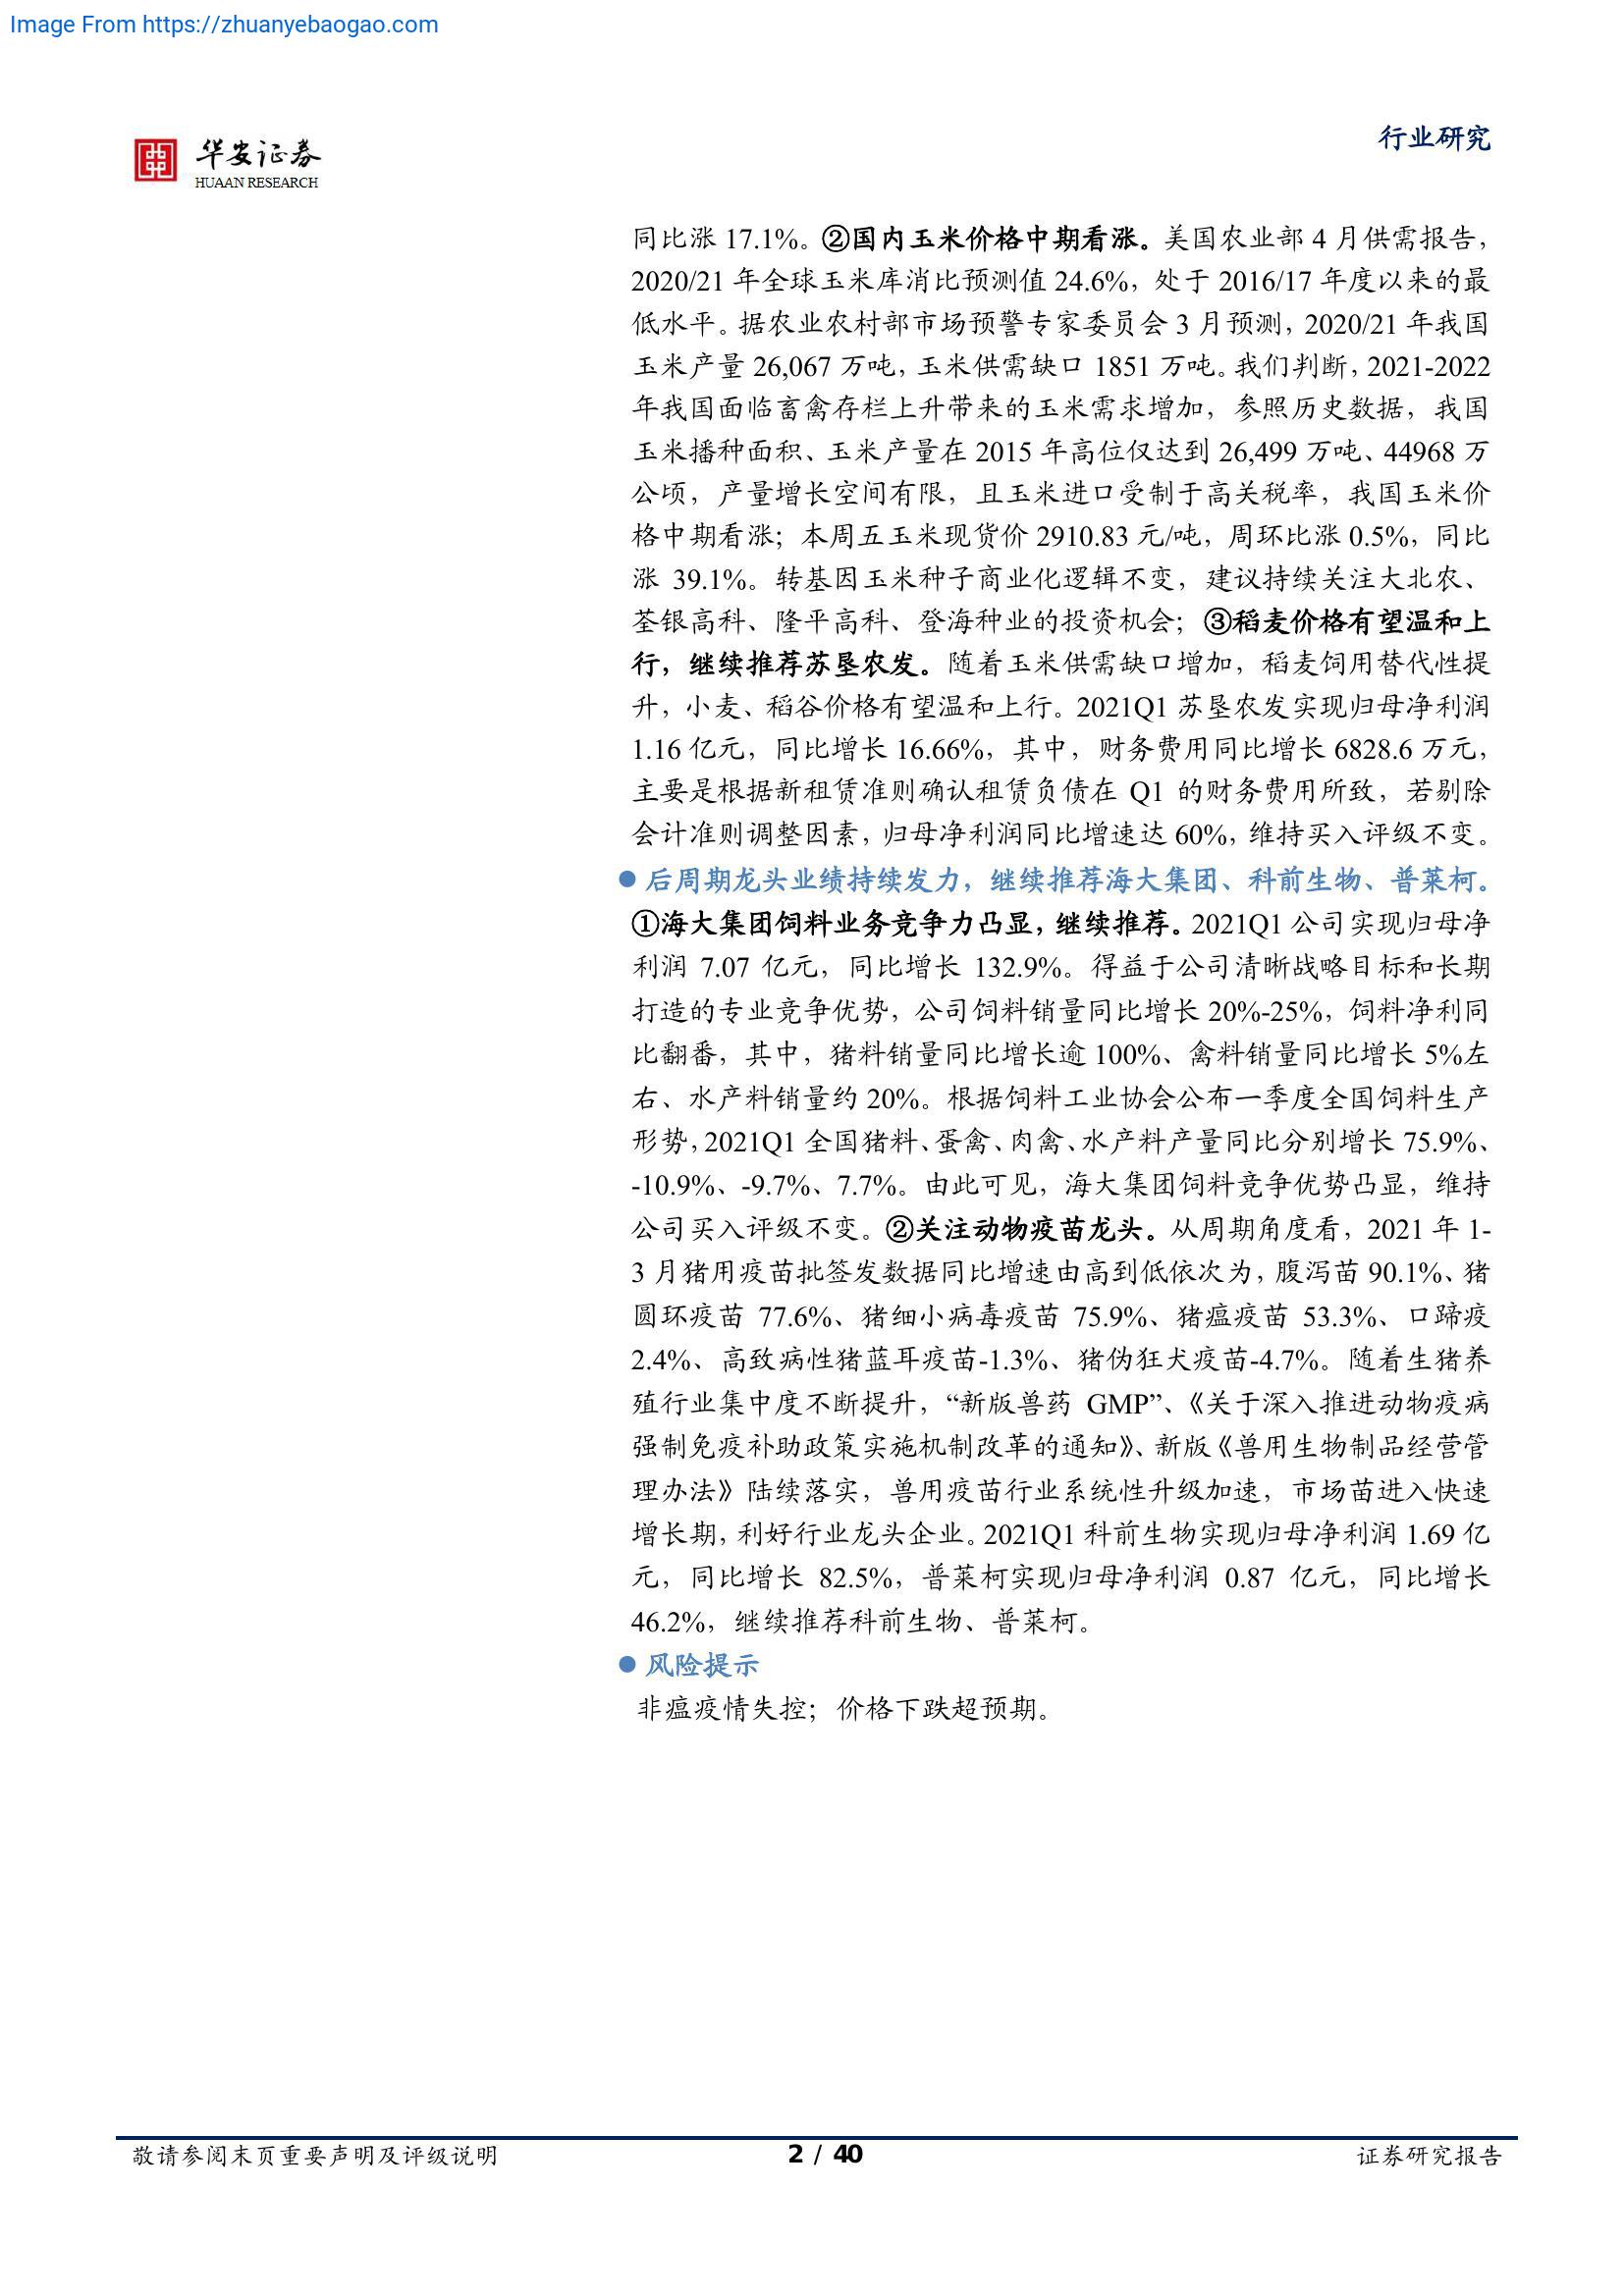 Image From https://zhuanyebaogao.com
华安证券
HUAAN RESEARCH
行业研究
同比涨 17.1%。②国内玉米价格中期看涨。美国农业部 4 月供需报告，
2020/21 年全球玉米库消比预测值 24.6%，处于 2016/17 年度以来的最
低水平。据农业农村部市场预警专家委员会 3 月预测，2020/21 年我国
玉米产量 26,067 万吨，玉米供需缺口 1851 万吨。我们判断，2021-2022
年我国面临畜禽存栏上升带来的玉米需求增加，参照历史数据，我国
玉米播种面积、玉米产量在 2015 年高位仅达到 26,499 万吨、44968 万
公顷，产量增长空间有限，且玉米进口受制于高关税率，我国玉米价
格中期看涨；本周五玉米现货价 2910.83 元/吨，周环比涨 0.5%，同比
涨 39.1%。转基因玉米种子商业化逻辑不变，建议持续关注大北农、
荃银高科、隆平高科、登海种业的投资机会；③稻麦价格有望温和上
行，继续推荐苏垦农发。随着玉米供需缺口增加，稻麦饲用替代性提
升，小麦、稻谷价格有望温和上行。2021Q1 苏垦农发实现归母净利润
1.16 亿元，同比增长 16.66%，其中，财务费用同比增长 6828.6 万元，
主要是根据新租赁准则确认租赁负债在 Q1 的财务费用所致，若剔除
会计准则调整因素，归母净利润同比增速达 60%，维持买入评级不变。
● 后周期龙头业绩持续发力，继续推荐海大集团、科前生物、普莱柯。
①海大集团饲料业务竞争力凸显，继续推荐。2021Q1 公司实现归母净
利润 7.07 亿元，同比增长 132.9%。得益于公司清晰战略目标和长期
打造的专业竞争优势，公司饲料销量同比增长 20%-25%，饲料净利同
比翻番，其中，猪料销量同比增长逾 100%、禽料销量同比增长 5%左
右、水产料销量约 20%。根据饲料工业协会公布一季度全国饲料生产
形势，2021Q1 全国猪料、蛋禽、肉禽、水产料产量同比分别增长 75.9%、
-10.9%、-9.7%、7.7%。由此可见，海大集团饲料竞争优势凸显，维持
公司买入评级不变。②关注动物疫苗龙头。从周期角度看，2021 年 1-
3 月猪用疫苗批签发数据同比增速由高到低依次为，腹泻苗 90.1%、猪
圆环疫苗 77.6%、猪细小病毒疫苗 75.9%、猪瘟疫苗 53.3%、口蹄疫
2.4%、高致病性猪蓝耳疫苗-1.3%、猪伪狂犬疫苗-4.7%。随着生猪养
殖行业集中度不断提升，“新版兽药 GMP”、《关于深入推进动物疫病
强制免疫补助政策实施机制改革的通知》、新版《兽用生物制品经营管
理办法》陆续落实，兽用疫苗行业系统性升级加速，市场苗进入快速
增长期，利好行业龙头企业。2021Q1 科前生物实现归母净利润 1.69 亿
元，同比增长 82.5%，普莱柯实现归母净利润 0.87 亿元，同比增长
46.2%，继续推荐科前生物、普莱柯。
● 风险提示
非瘟疫情失控；价格下跌超预期。
敬请参阅末页重要声明及评级说明
2 / 40
证券研究报告